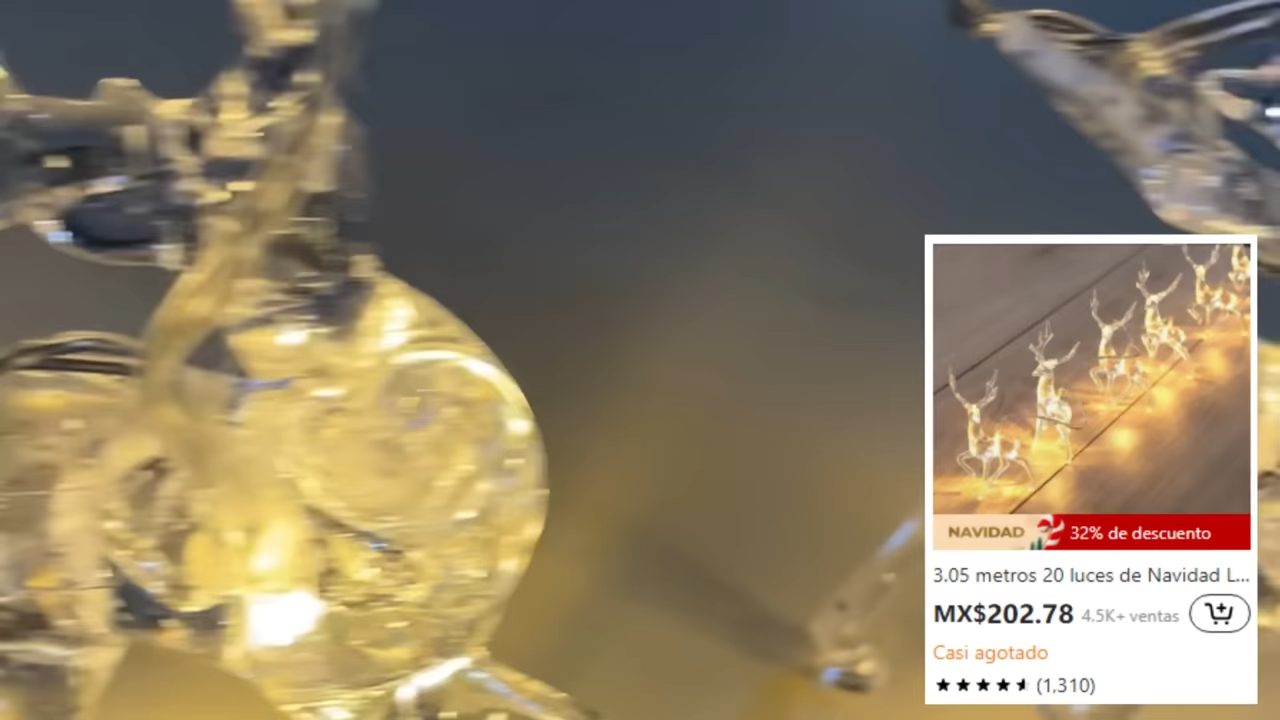 NAVIDAD
32% de descuento
3.05 metros 20 luces de Navidad L...
MX$202.78 4.5K+ ventas
Casi agotado
(1,310)